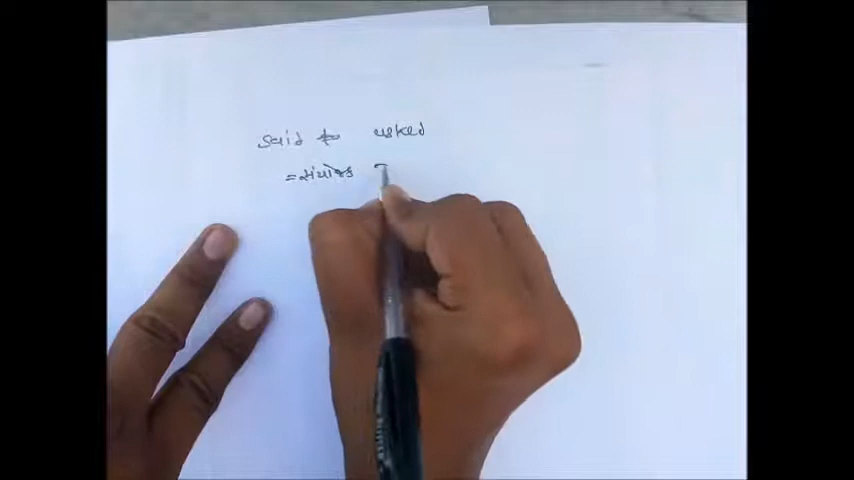 said to asked
= સંયોજક